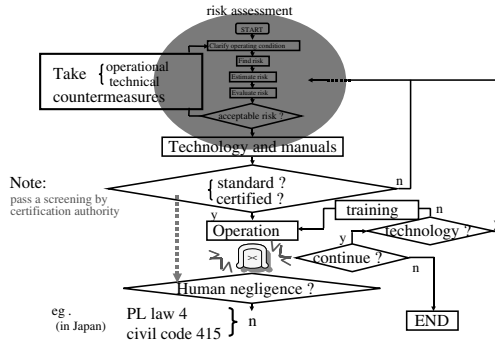 risk assessment
START
Clarify operating condition
Find risk
Estimate risk
Evaluate risk
acceptable risk ?
Take { operational
technical
countermeasures
Technology and manuals
Note:
pass a screening by
certification authority
{ standard ?
certified ?
n
y
training
n
Operation
technology ?
y
continue ?
n
Human negligence ?
eg .
(in Japan)
PL law 4
civil code 415
}
n
END